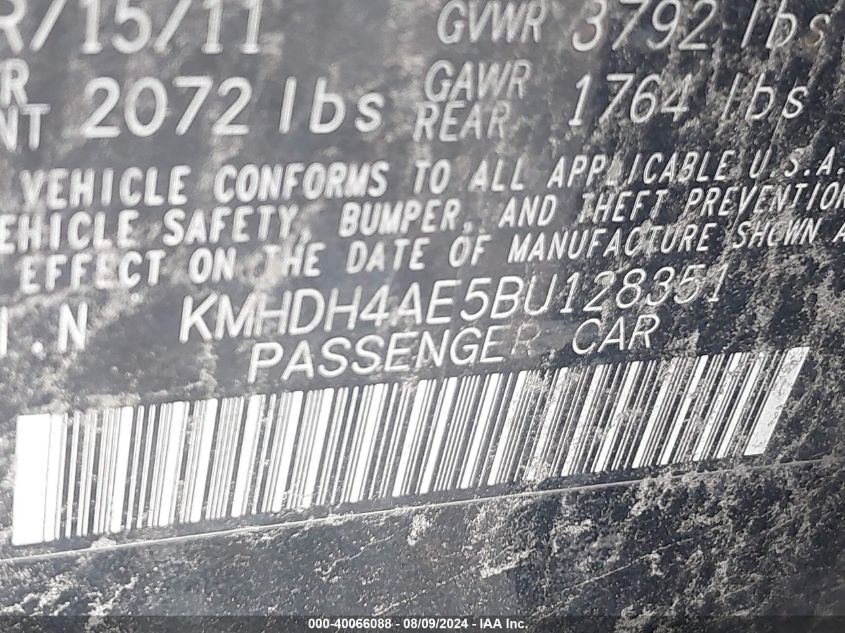 R/15/11 GVWR 3792 lbs
R GAWR
NT 2072 lbs REAR 1764 lbs
VEHICLE CONFORMS TO ALL APPLICABLE U.S.A.
EHICLE SAFETY, BUMPER, AND THEFT PREVENTION
EFFECT ON THE DATE OF MANUFACTURE SHOWN A
I.N KMHDH4AE5BU128351
PASSENGER CAR
000-40066088 - 08/09/2024 - IAA Inc.